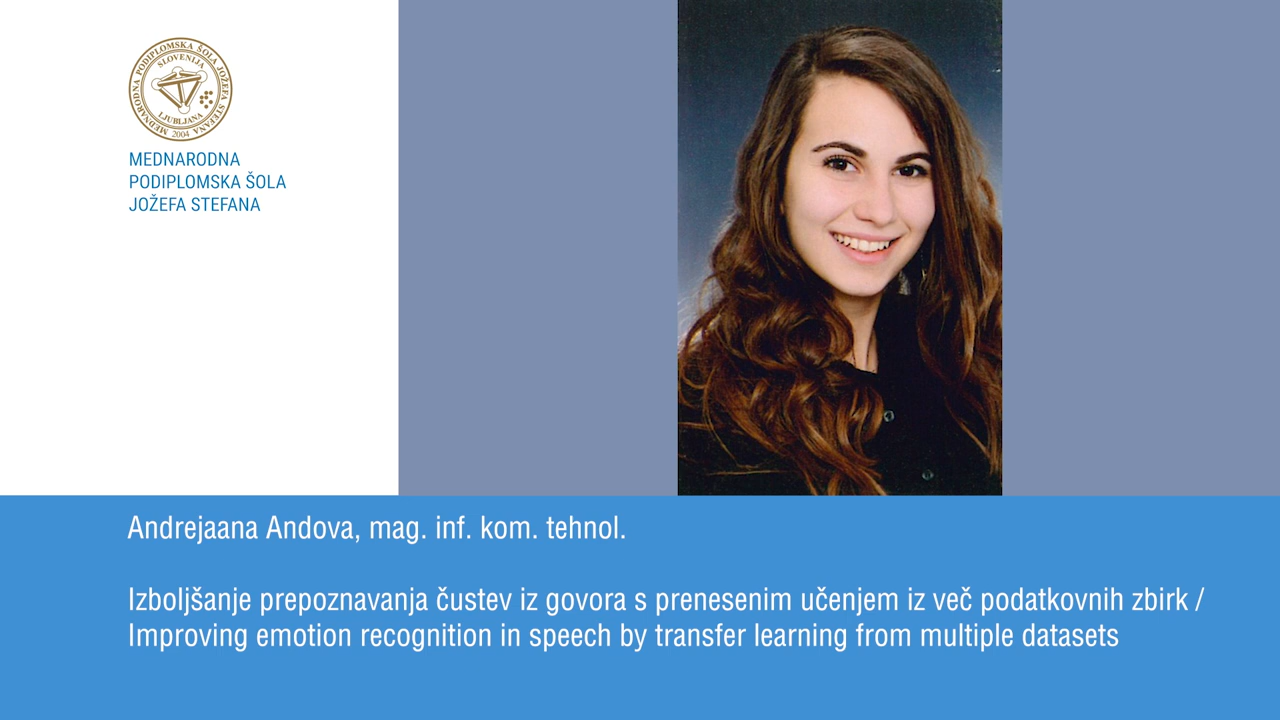 MEDNARODNA PODIPLOMSKA ŠOLA JOŽEFA STEFANA
SLOVENIJA
LJUBLJANA
2004
MEDNARODNA
PODIPLOMSKA ŠOLA
JOŽEFA STEFANA
Andrejaana Andova, mag. inf. kom. tehnol.
Izboljšanje prepoznavanja čustev iz govora s prenesenim učenjem iz več podatkovnih zbirk /
Improving emotion recognition in speech by transfer learning from multiple datasets